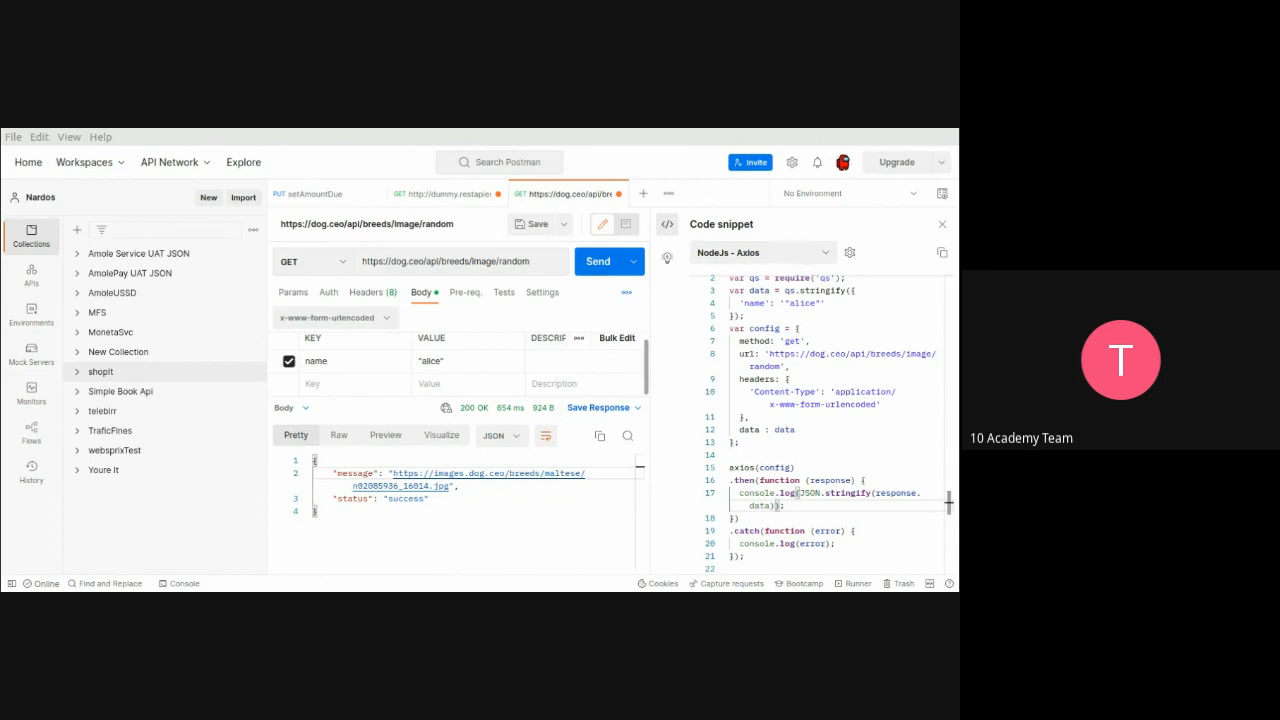 File Edit View Help
Home Workspaces API Network Explore Search Postman Invite Upgrade
Nardos New Import PUT setAmountDue GET http://dummy.restapie GET https://dog.ceo/api/bre No Environment
Collections
APIs
Environments
Mock Servers
Monitors
Flows
History
Amole Service UAT JSON
AmolePay UAT JSON
AmoleUSSD
MFS
MonetaSvc
New Collection
shopIt
Simple Book Api
telebirr
TraficFines
websprixTest
Youre It
https://dog.ceo/api/breeds/image/random Save
GET https://dog.ceo/api/breeds/image/random Send
Params Auth Headers (8) Body Pre-req. Tests Settings
x-www-form-urlencoded
KEY VALUE DESCRIP Bulk Edit
name "alice"
Key Value Description
Body 200 OK 654 ms 924 B Save Response
Pretty Raw Preview Visualize JSON
1 {
2 "message": "https://images.dog.ceo/breeds/maltese/
n02085936_16014.jpg",
3 "status": "success"
4 }
Code snippet
NodeJs - Axios
2 var qs = require('qs');
3 var data = qs.stringify({
4 'name': '"alice"'
5 });
6 var config = {
7 method: 'get',
8 url: 'https://dog.ceo/api/breeds/image/
random',
9 headers: {
10 'Content-Type': 'application/
x-www-form-urlencoded'
11 },
12 data : data
13 };
14
15 axios(config)
16 .then(function (response) {
17 console.log(JSON.stringify(response.
data));
18 })
19 .catch(function (error) {
20 console.log(error);
21 });
22
Online Find and Replace Console Cookies Capture requests Bootcamp Runner Trash
T
10 Academy Team